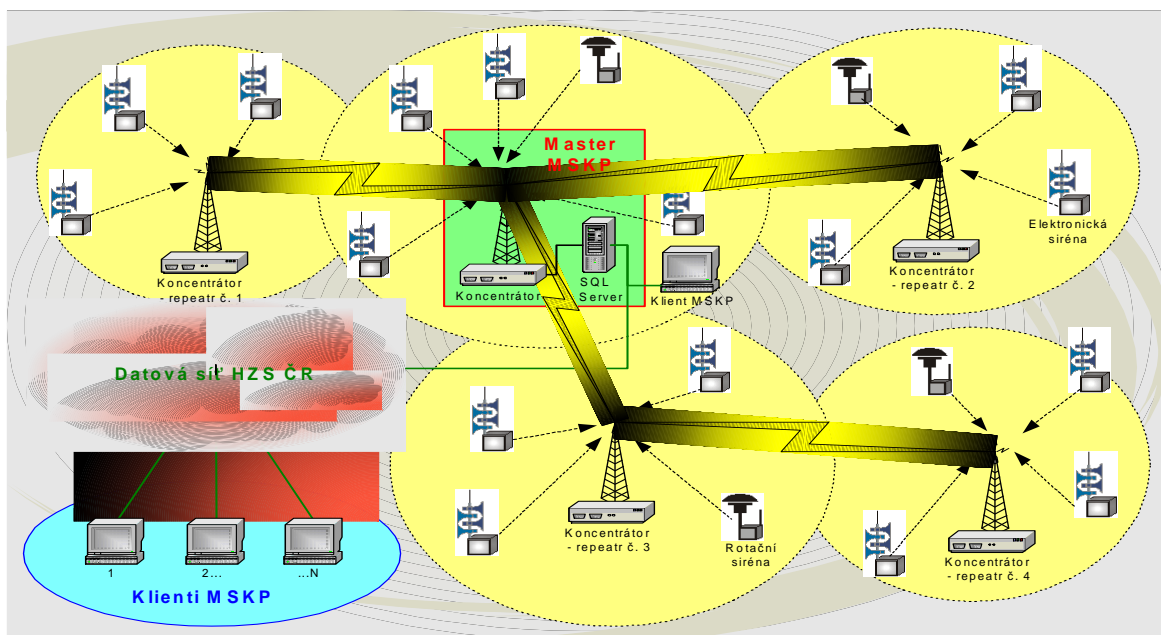 Master
MSKP
Elektronická
siréna
Koncentrátor
- repeatr č. 1
Koncentrátor
SQL
Server
Klient MSKP
Koncentrátor
- repeatr č. 2
Datová síť HZS ČR
Koncentrátor
- repeatr č. 3
Rotační
siréna
Koncentrátor
- repeatr č. 4
1
2...
...N
Klienti MSKP